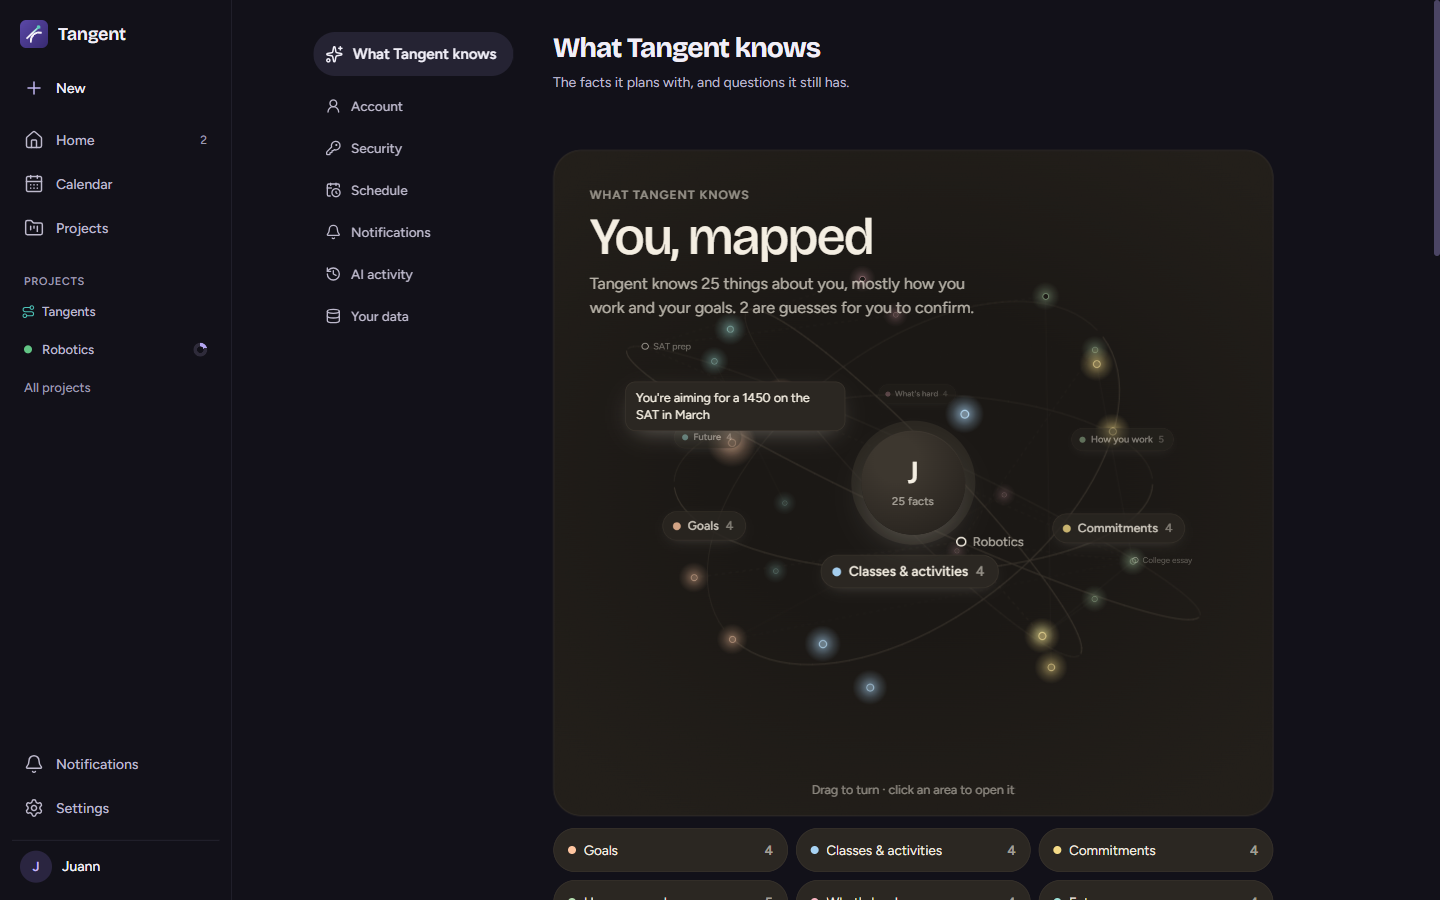 Tangent
New
Home 2
Calendar
Projects
PROJECTS
Tangents
Robotics
All projects
Notifications
Settings
J Juann
What Tangent knows
Account
Security
Schedule
Notifications
AI activity
Your data
What Tangent knows
The facts it plans with, and questions it still has.
WHAT TANGENT KNOWS
You, mapped
Tangent knows 25 things about you, mostly how you
work and your goals. 2 are guesses for you to confirm.
SAT prep
You're aiming for a 1450 on the
SAT in March
What's hard 4
Future 4
How you work 5
J
25 facts
Goals 4
Commitments 4
Robotics
College essay
Classes & activities 4
Drag to turn · click an area to open it
Goals 4
Classes & activities 4
Commitments 4